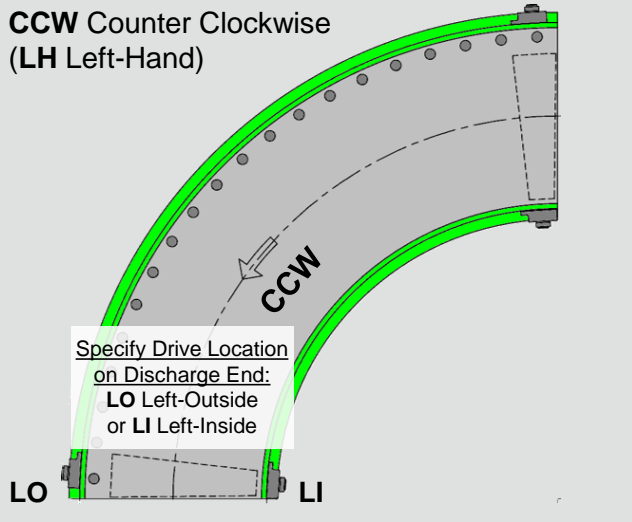 CCW Counter Clockwise
(LH Left-Hand)
CCW
Specify Drive Location
on Discharge End:
LO Left-Outside
or LI Left-Inside
LO
LI